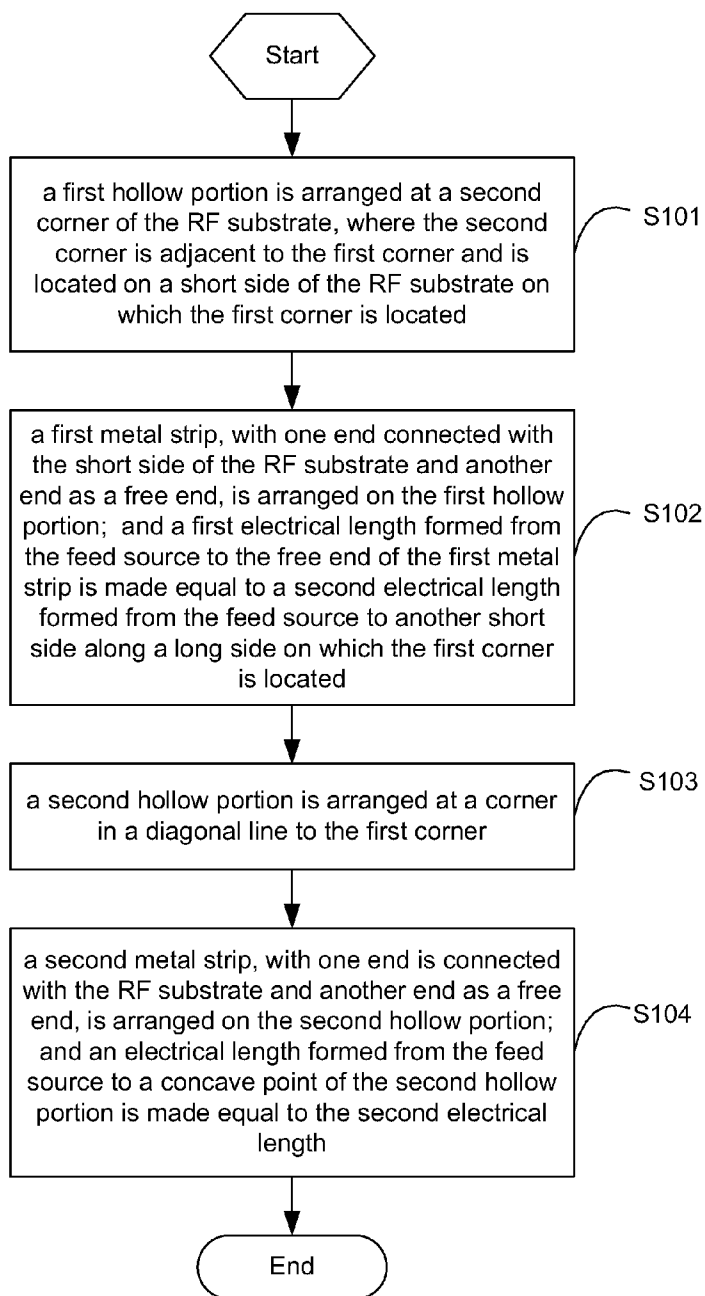 Start
a first hollow portion is arranged at a second
corner of the RF substrate, where the second
corner is adjacent to the first corner and is
located on a short side of the RF substrate on
which the first corner is located
S101
a first metal strip, with one end connected with
the short side of the RF substrate and another
end as a free end, is arranged on the first hollow
portion; and a first electrical length formed from
the feed source to the free end of the first metal
strip is made equal to a second electrical length
formed from the feed source to another short
side along a long side on which the first corner
is located
S102
a second hollow portion is arranged at a corner
in a diagonal line to the first corner
S103
a second metal strip, with one end is connected
with the RF substrate and another end as a free
end, is arranged on the second hollow portion;
and an electrical length formed from the feed
source to a concave point of the second hollow
portion is made equal to the second electrical
length
S104
End